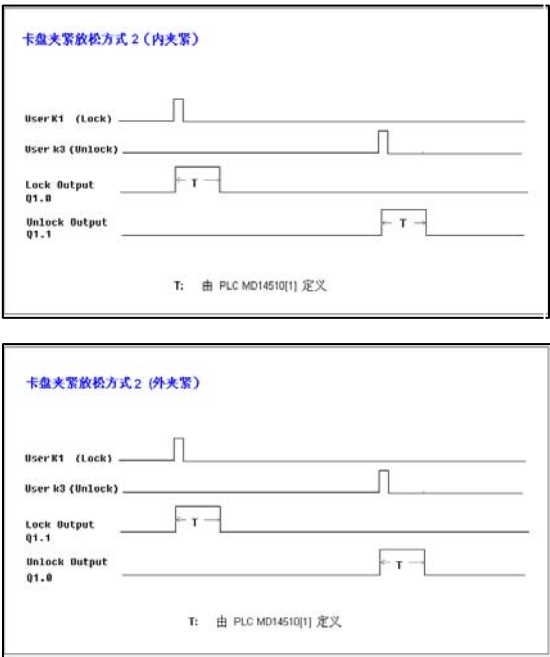 卡盘夹紧放松方式 2（内夹紧）
User K1 (Lock)
User k3 (Unlock)
Lock Output
T
Q1.0
Unlock Output
T
Q1.1
T: 由 PLC MD14510[1] 定义
卡盘夹紧放松方式 2 (外夹紧)
User K1 (Lock)
User k3 (Unlock)
Lock Output
T
Q1.1
Unlock Output
T
Q1.0
T: 由 PLC MD14510[1] 定义